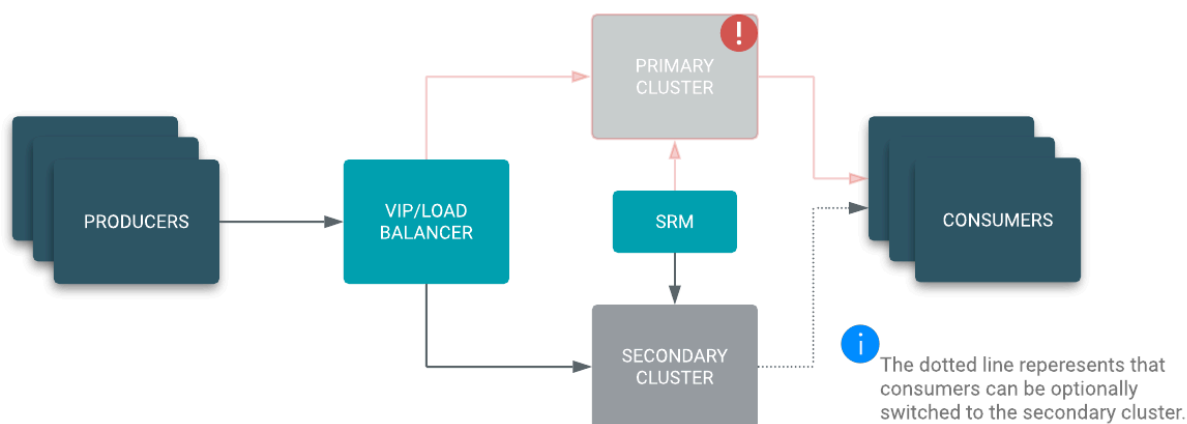 PRIMARY
CLUSTER
PRODUCERS
VIP/LOAD
BALANCER
SRM
CONSUMERS
SECONDARY
CLUSTER
The dotted line reperesents that
consumers can be optionally
switched to the secondary cluster.